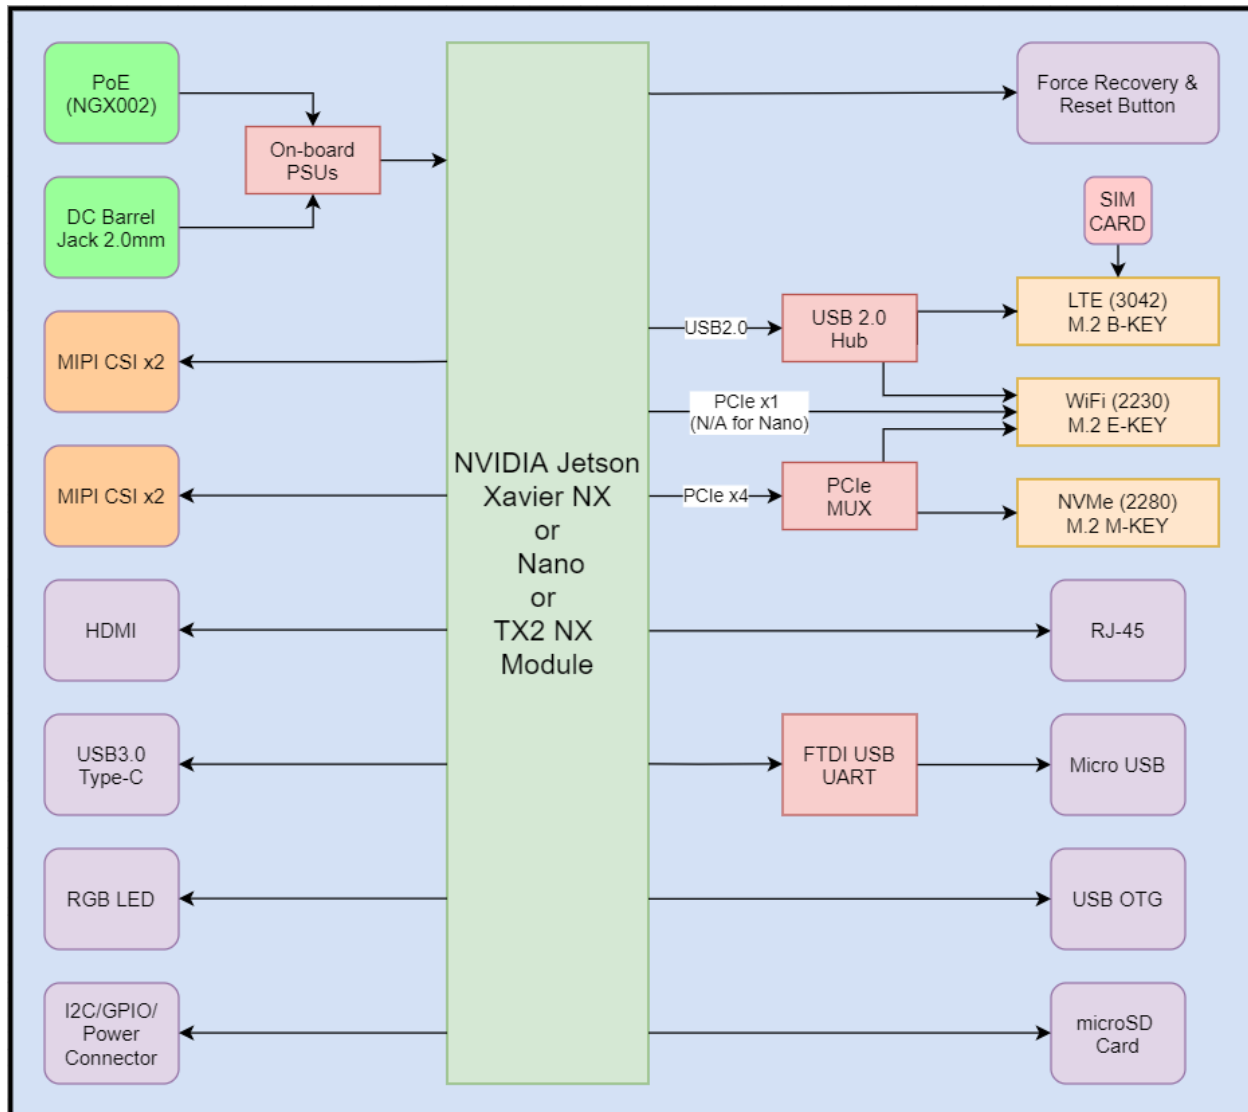 PoE
(NGX002)
On-board
PSUs
DC Barrel
Jack 2.0mm
MIPI CSI x2
MIPI CSI x2
HDMI
USB3.0
Type-C
RGB LED
I2C/GPIO/
Power
Connector
NVIDIA Jetson
Xavier NX
or
Nano
or
TX2 NX
Module
Force Recovery &
Reset Button
SIM
CARD
USB2.0
USB 2.0
Hub
LTE (3042)
M.2 B-KEY
PCIe x1
(N/A for Nano)
WiFi (2230)
M.2 E-KEY
PCIe x4
PCIe
MUX
NVMe (2280)
M.2 M-KEY
RJ-45
FTDI USB
UART
Micro USB
USB OTG
microSD
Card